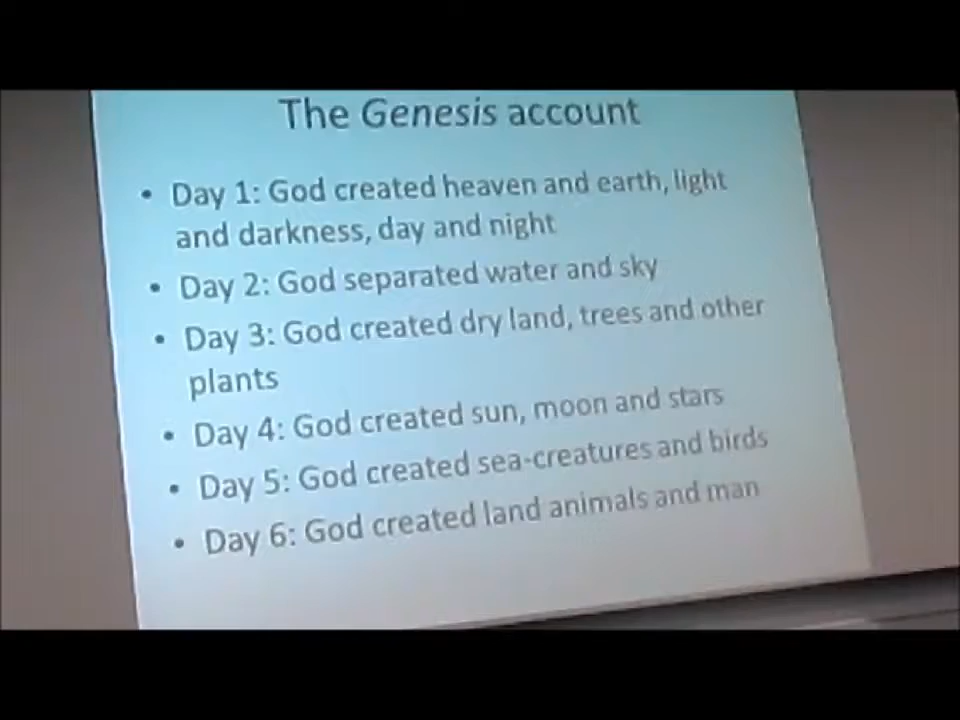 The Genesis account
• Day 1: God created heaven and earth, light
and darkness, day and night
• Day 2: God separated water and sky
• Day 3: God created dry land, trees and other
plants
• Day 4: God created sun, moon and stars
• Day 5: God created sea-creatures and birds
• Day 6: God created land animals and man